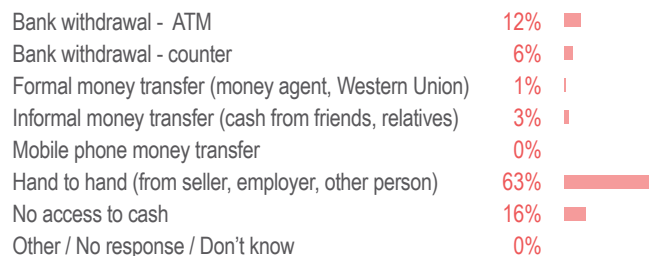 Bank withdrawal - ATM 12%
Bank withdrawal - counter 6%
Formal money transfer (money agent, Western Union) 1%
Informal money transfer (cash from friends, relatives) 3%
Mobile phone money transfer 0%
Hand to hand (from seller, employer, other person) 63%
No access to cash 16%
Other / No response / Don’t know 0%